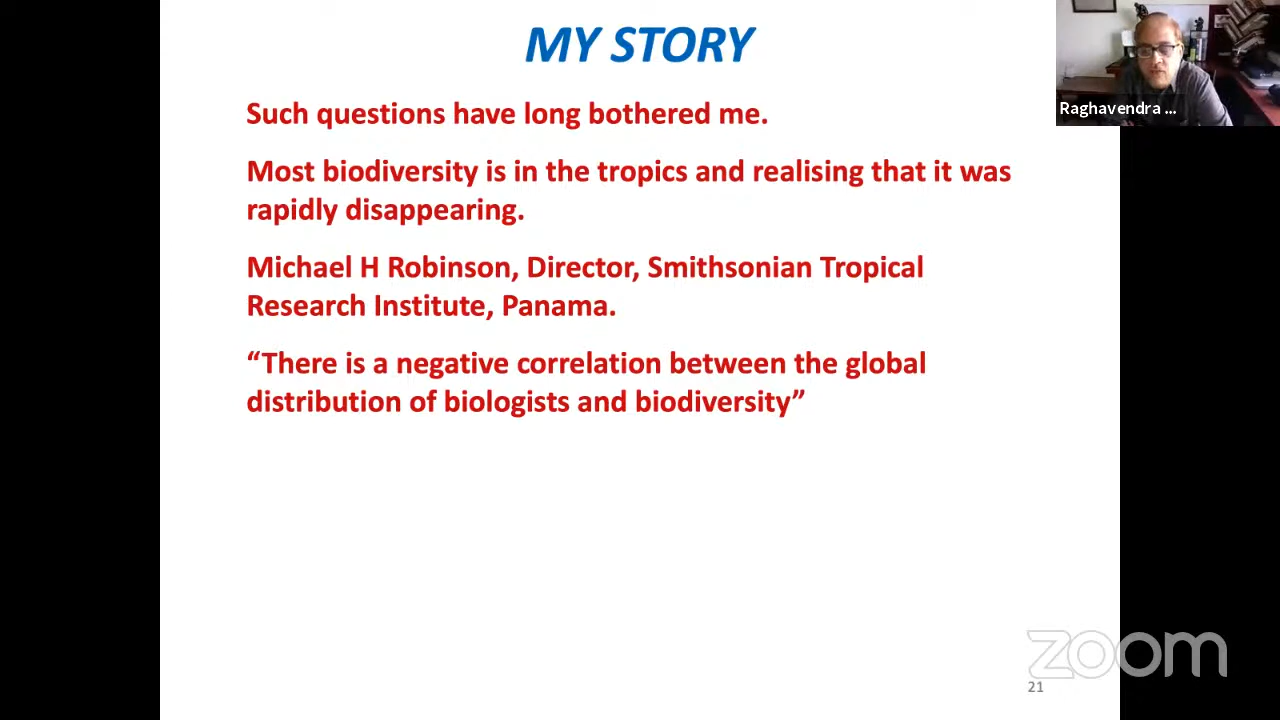 MY STORY
Raghavendra ...
Such questions have long bothered me.
Most biodiversity is in the tropics and realising that it was
rapidly disappearing.
Michael H Robinson, Director, Smithsonian Tropical
Research Institute, Panama.
“There is a negative correlation between the global
distribution of biologists and biodiversity”
zoom
21